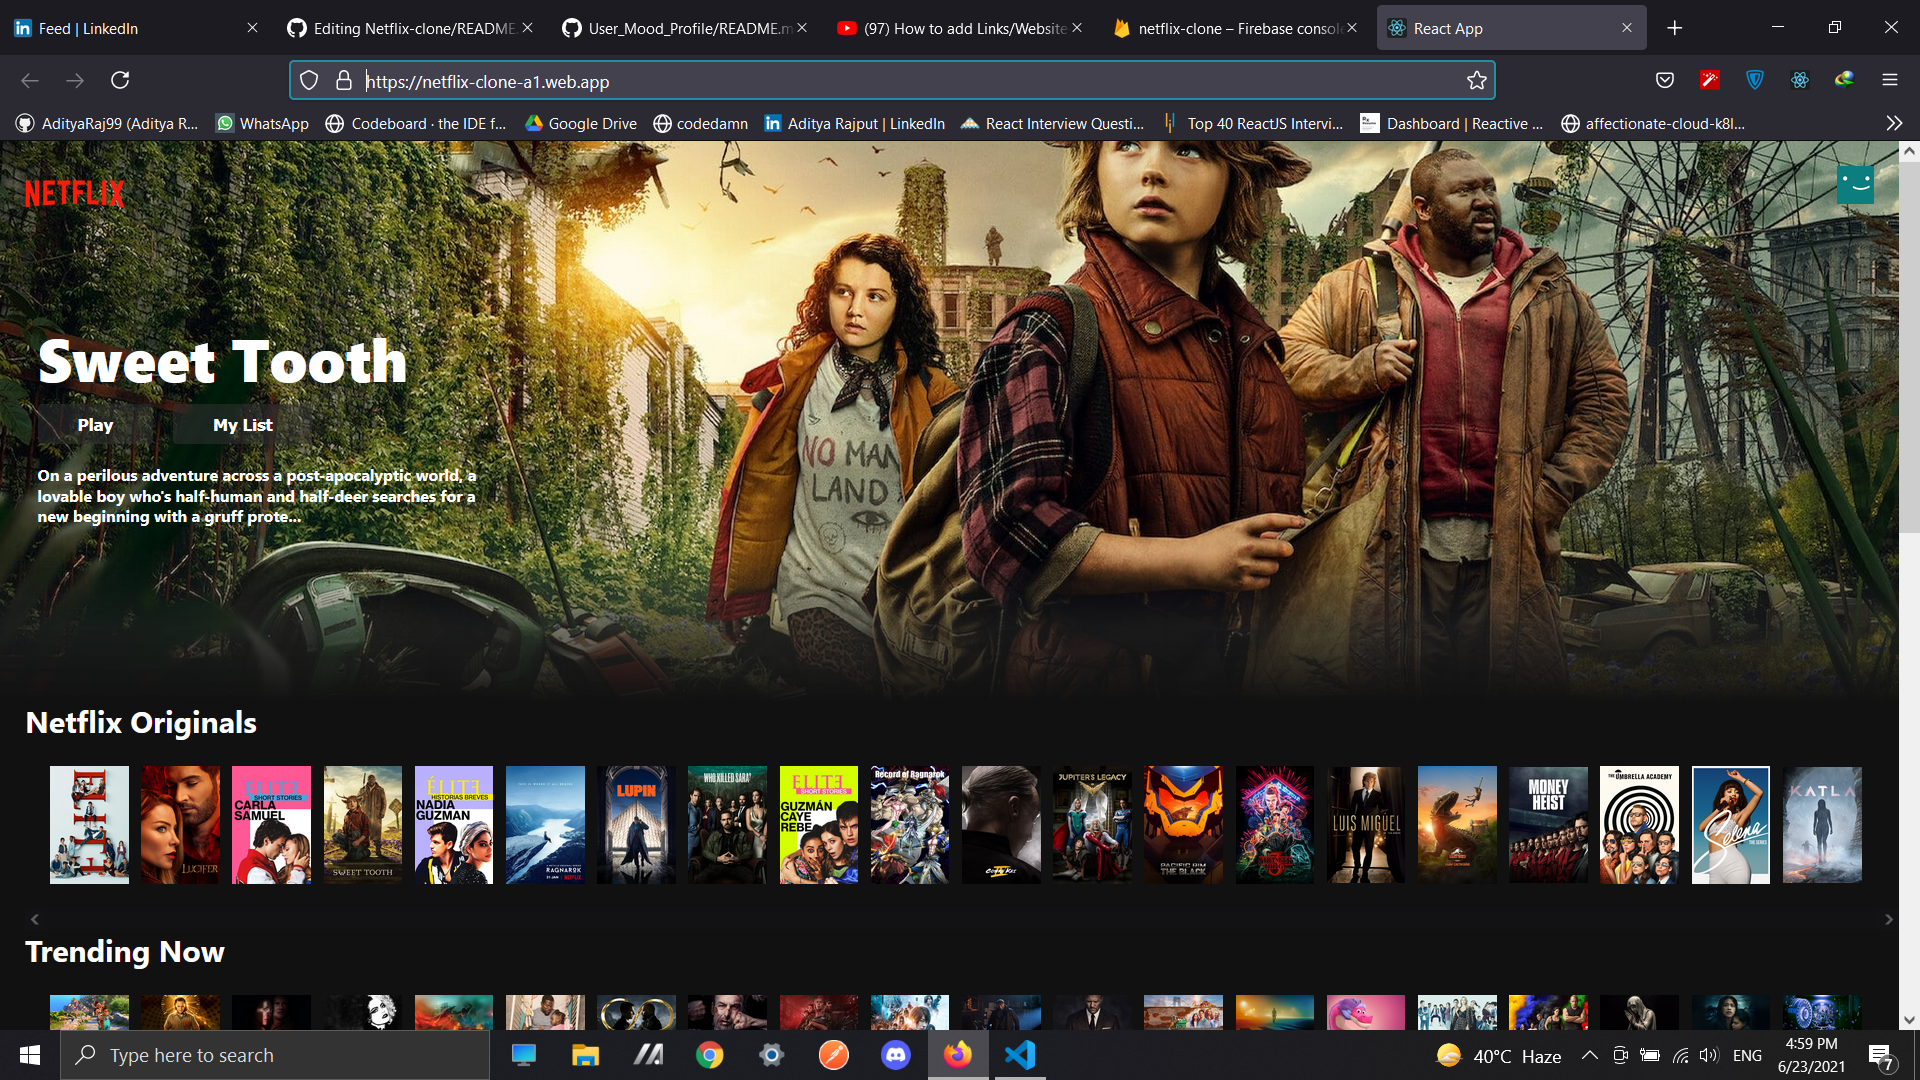 Feed | LinkedIn
Editing Netflix-clone/README.
User_Mood_Profile/README.m
(97) How to add Links/Website
netflix-clone – Firebase console
React App
https://netflix-clone-a1.web.app
AdityaRaj99 (Aditya R...
WhatsApp
Codeboard · the IDE f...
Google Drive
codedamn
Aditya Rajput | LinkedIn
React Interview Questi...
Top 40 ReactJS Intervi...
Dashboard | Reactive ...
affectionate-cloud-k8l...
NETFLIX
Sweet Tooth
Play
My List
On a perilous adventure across a post-apocalyptic world, a
lovable boy who's half-human and half-deer searches for a
new beginning with a gruff prote...
NO MAN
LAND
Netflix Originals
ELITE
LUCIFER
ELITE
SHORT STORIES
CARLA
SAMUEL
SWEET TOOTH
ÉLITE
HISTORIAS BREVES
NADIA
GUZMAN
RAGNAROK
LUPIN
WHO KILLED SARA?
ELITE
SHORT STORIES
GUZMÁN
CAYE
REBE
Record of Ragnarok
JUPITER'S LEGACY
PACIFIC RIM
THE BLACK
LUIS MIGUEL
MONEY
HEIST
THE UMBRELLA ACADEMY
Selena
THE SERIES
KATLA
Trending Now
Type here to search
40°C Haze
ENG
4:59 PM
6/23/2021
7